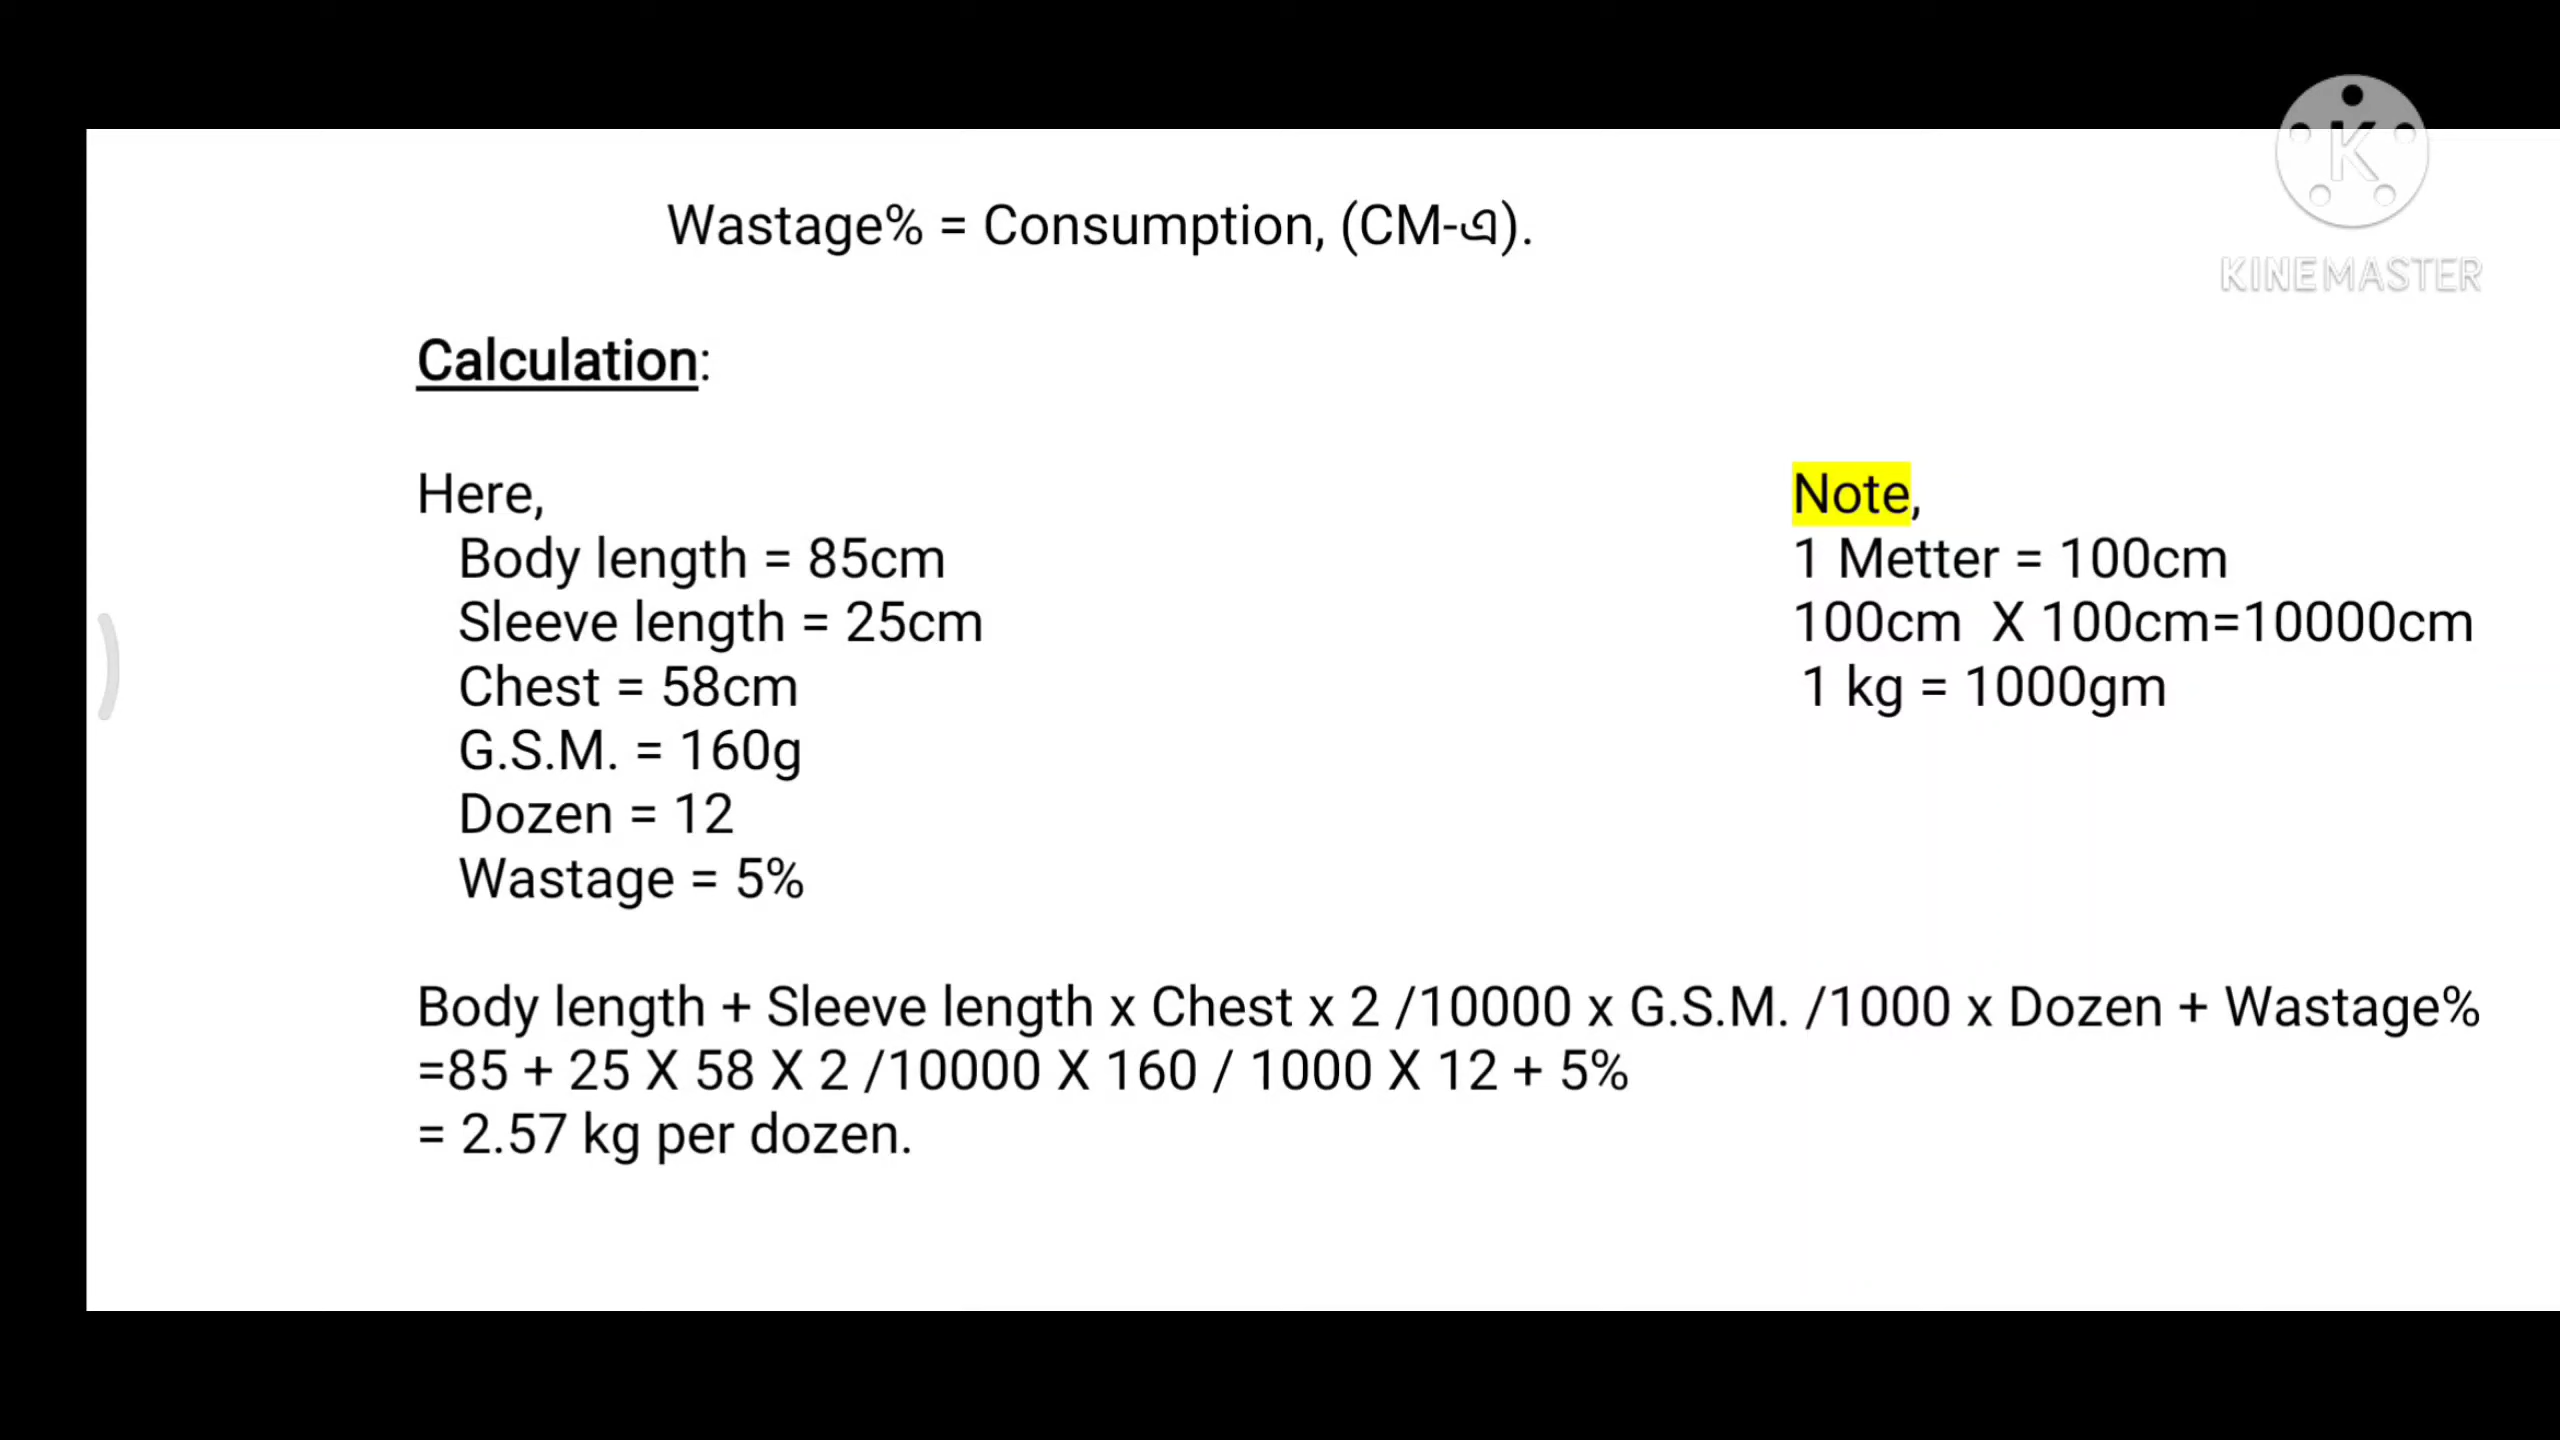 KINEMASTER
Wastage% = Consumption, (CM-এ).
Calculation:
Here,
Body length = 85cm
Sleeve length = 25cm
Chest = 58cm
G.S.M. = 160g
Dozen = 12
Wastage = 5%
Note,
1 Metter = 100cm
100cm X 100cm=10000cm
1 kg = 1000gm
Body length + Sleeve length x Chest x 2 /10000 x G.S.M. /1000 x Dozen + Wastage%
=85 + 25 X 58 X 2 /10000 X 160 / 1000 X 12 + 5%
= 2.57 kg per dozen.